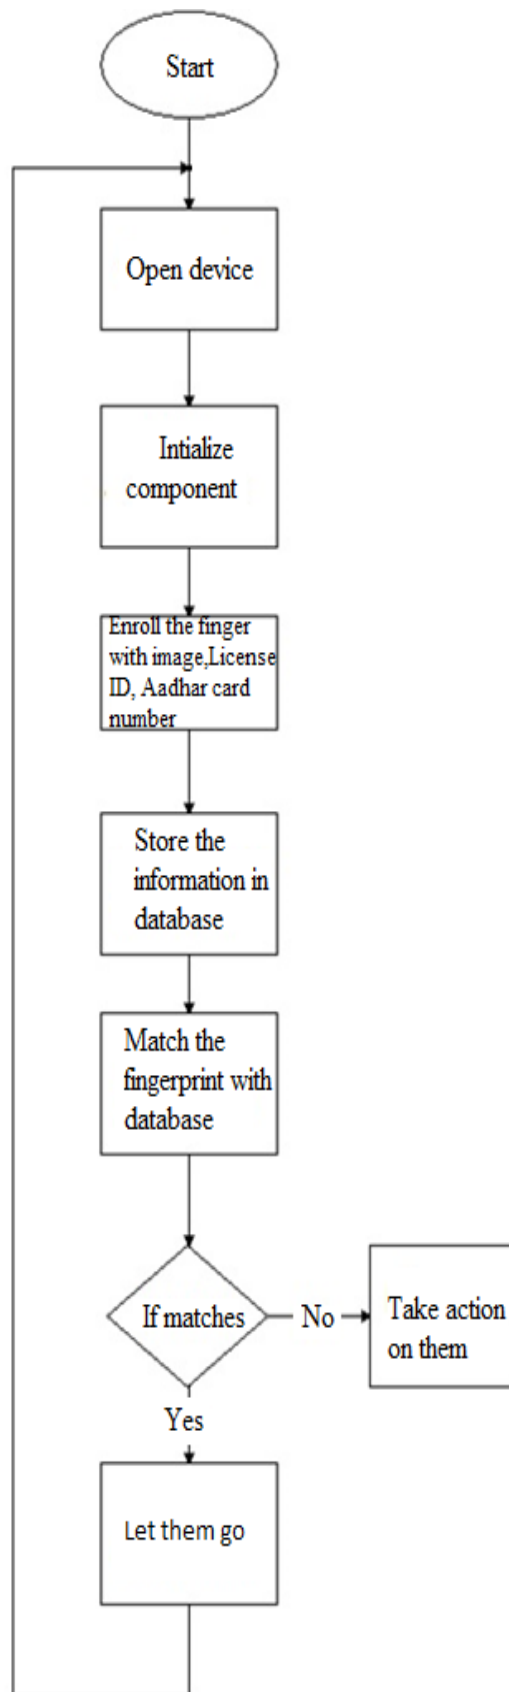 Start
Open device
Intialize
component
Enroll the finger
with image,License
ID, Aadhar card
number
Store the
information in
database
Match the
fingerprint with
database
If matches
No
Take action
on them
Yes
Let them go